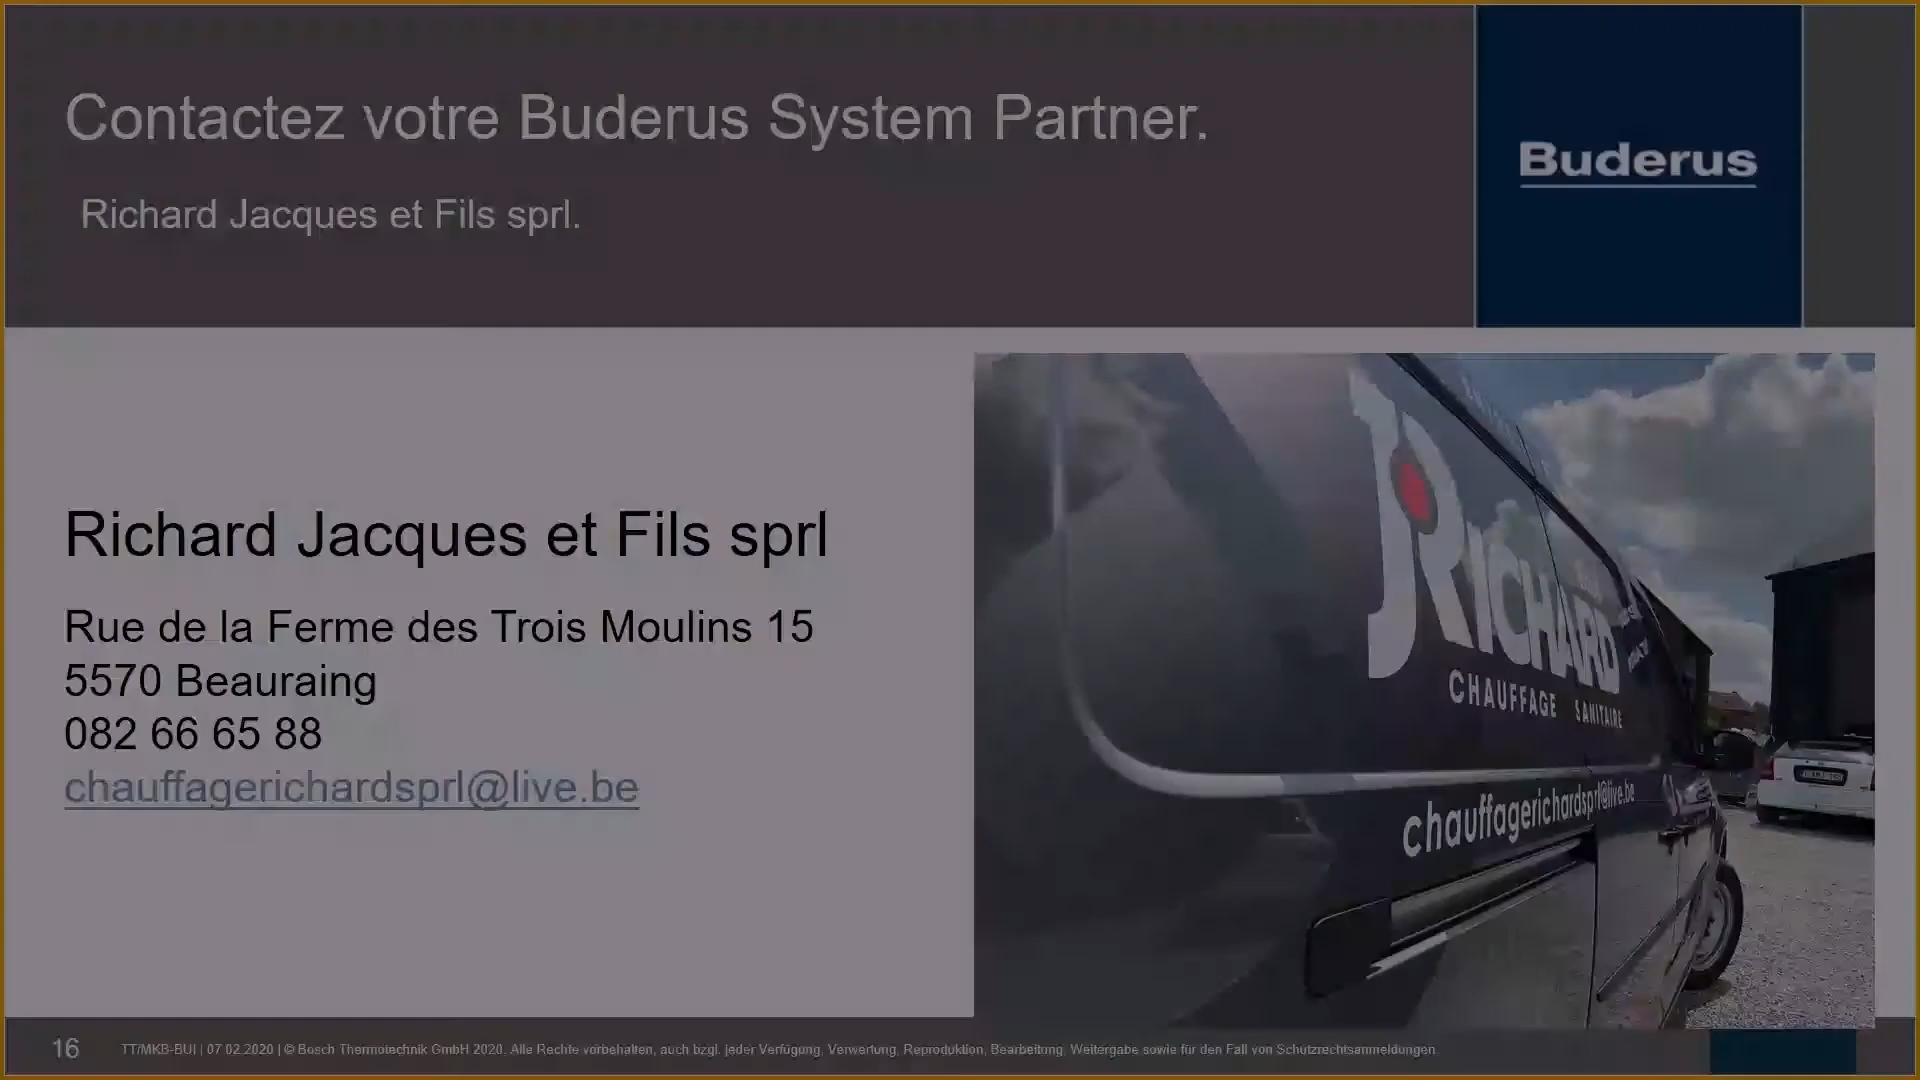 Contactez votre Buderus System Partner.
Richard Jacques et Fils sprl.
Buderus
Richard Jacques et Fils sprl
Rue de la Ferme des Trois Moulins 15
5570 Beauraing
082 66 65 88
chauffagerichardsprl@live.be
RICHARD
CHAUFFAGE SANITAIRE
chauffagerichardsprl@live.be
16 TT/MKB-BUI | 07.02.2020 | © Bosch Thermotechnik GmbH 2020. Alle Rechte vorbehalten, auch bzgl. jeder Verfügung, Verwertung, Reproduktion, Bearbeitung, Weitergabe sowie für den Fall von Schutzrechtsanmeldungen.